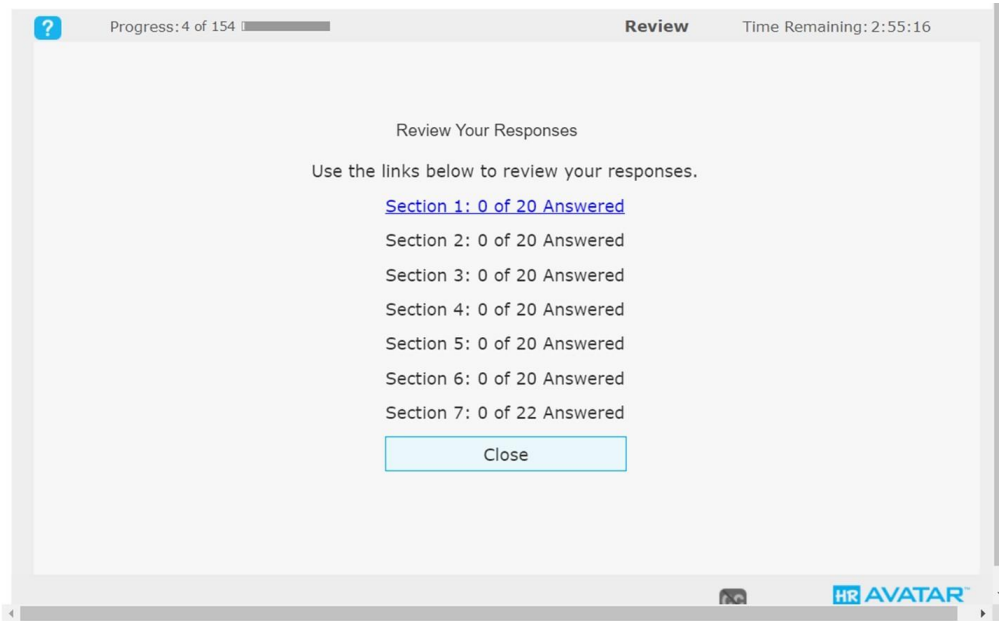 ?
Progress: 4 of 154
Review
Time Remaining: 2:55:16
Review Your Responses
Use the links below to review your responses.
Section 1: 0 of 20 Answered
Section 2: 0 of 20 Answered
Section 3: 0 of 20 Answered
Section 4: 0 of 20 Answered
Section 5: 0 of 20 Answered
Section 6: 0 of 20 Answered
Section 7: 0 of 22 Answered
Close
HR AVATAR